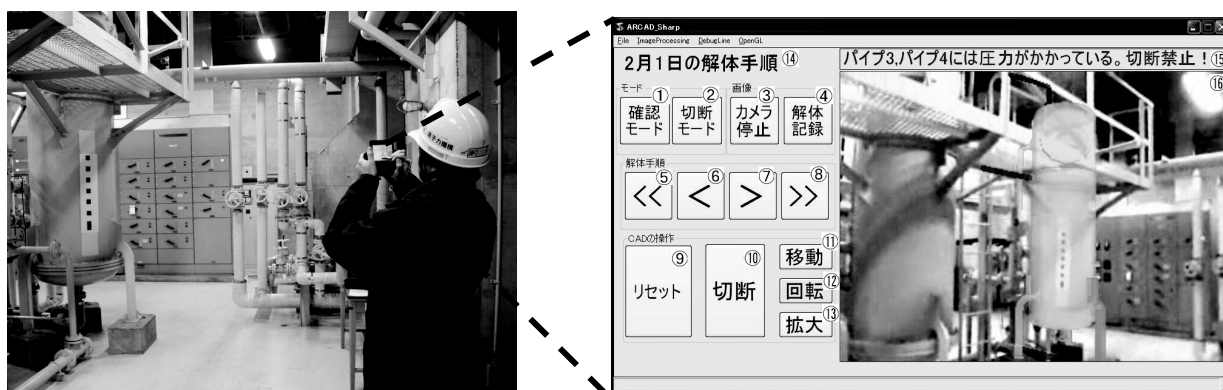 原子力機構
ARCAD_Sharp
File ImageProcessing DebugLine OpenGL
2月1日の解体手順⑭
パイプ3,パイプ4には圧力がかかっている。切断禁止！⑮
⑯
モード 画像
① ② ③ ④
確認モード
切断モード
カメラ停止
解体記録
解体手順
⑤ ⑥ ⑦ ⑧
<< < > >>
CADの操作
⑨ ⑩ ⑪
リセット
切断
移動
⑫
回転
⑬
拡大